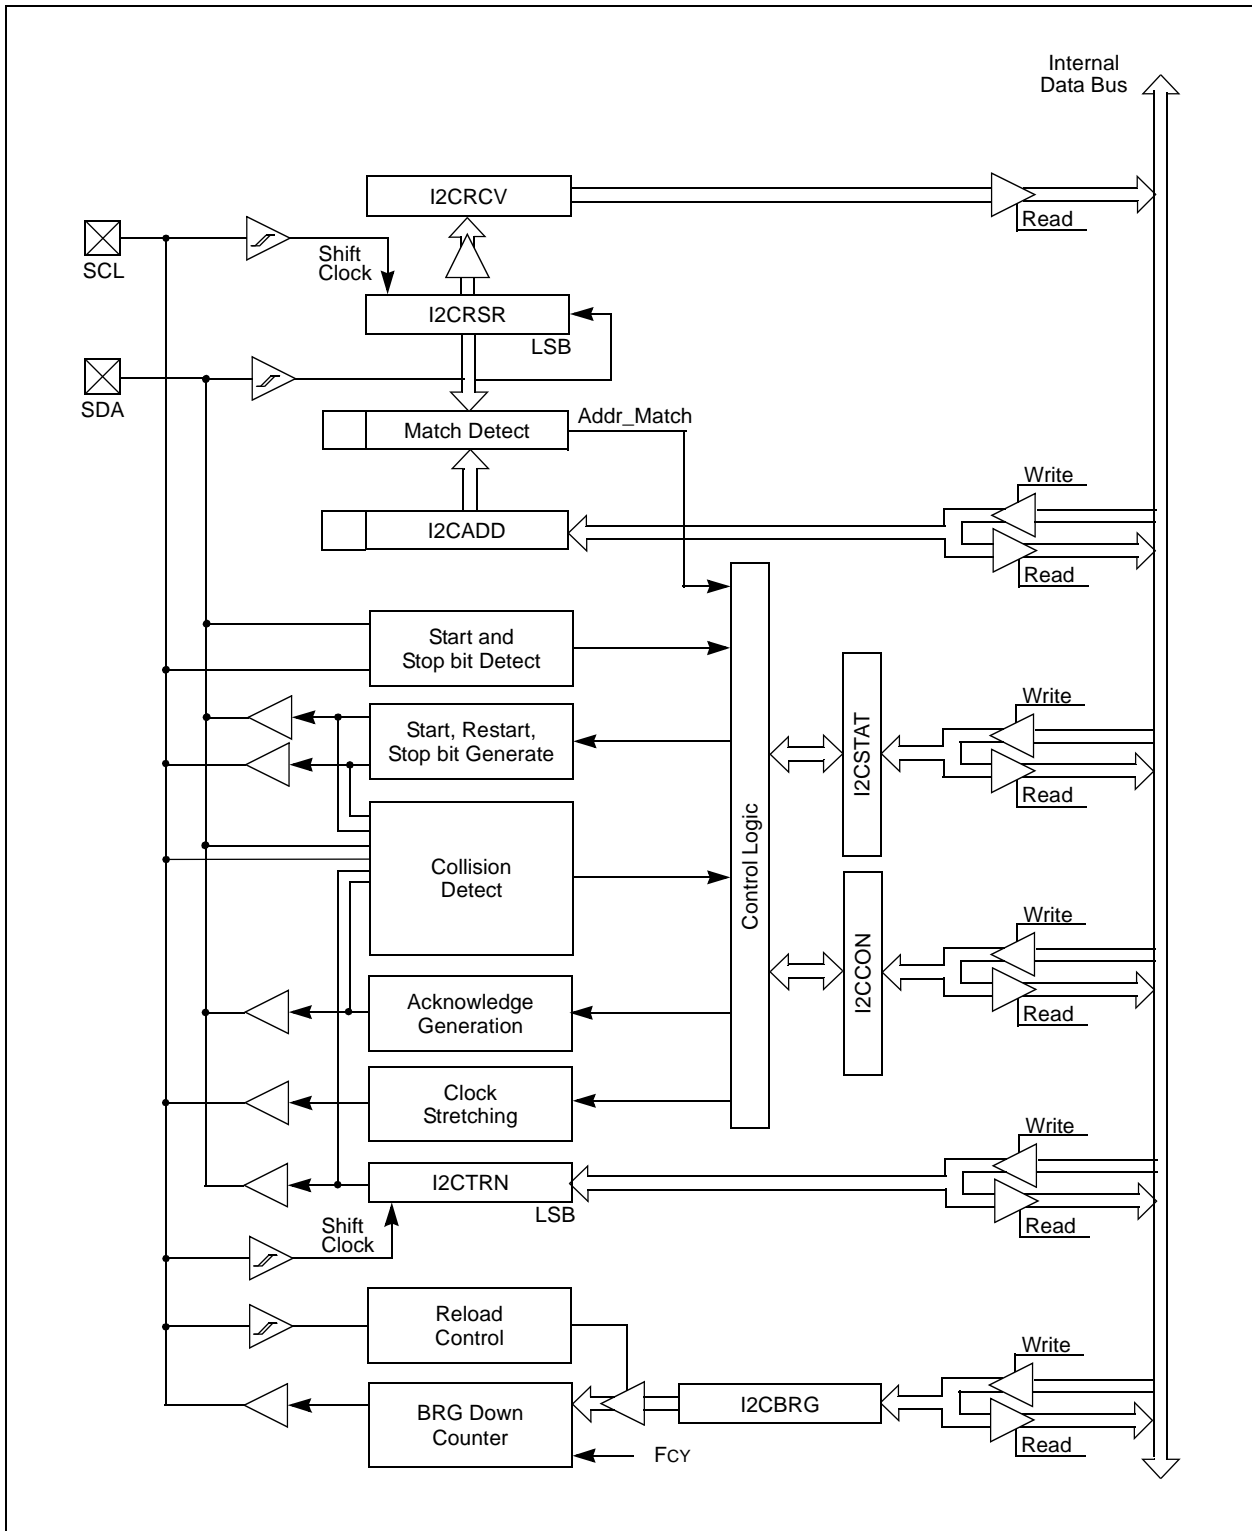 Internal
Data Bus
I2CRCV
Read
SCL
Shift
Clock
I2CRSR
LSB
SDA
Addr_Match
Match Detect
Write
I2CADD
Read
Start and
Stop bit Detect
Write
Start, Restart,
Stop bit Generate
I2CSTAT
Read
Control Logic
Collision
Detect
Write
I2CCON
Acknowledge
Generation
Read
Clock
Stretching
Write
I2CTRN
LSB
Read
Shift
Clock
Reload
Control
Write
I2CBRG
BRG Down
Counter
Read
FCY